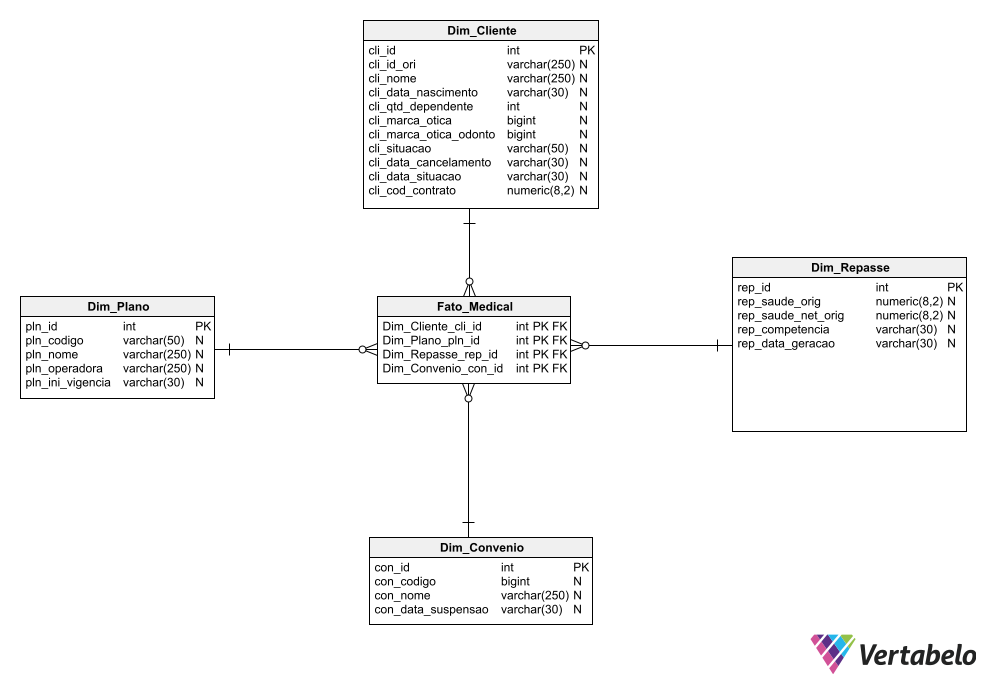 Dim_Cliente
cli_id int PK
cli_id_ori varchar(250) N
cli_nome varchar(250) N
cli_data_nascimento varchar(30) N
cli_qtd_dependente int N
cli_marca_otica bigint N
cli_marca_otica_odonto bigint N
cli_situacao varchar(50) N
cli_data_cancelamento varchar(30) N
cli_data_situacao varchar(30) N
cli_cod_contrato numeric(8,2) N
Dim_Plano
pln_id int PK
pln_codigo varchar(50) N
pln_nome varchar(250) N
pln_operadora varchar(250) N
pln_ini_vigencia varchar(30) N
Fato_Medical
Dim_Cliente_cli_id int PK FK
Dim_Plano_pln_id int PK FK
Dim_Repasse_rep_id int PK FK
Dim_Convenio_con_id int PK FK
Dim_Repasse
rep_id int PK
rep_saude_orig numeric(8,2) N
rep_saude_net_orig numeric(8,2) N
rep_competencia varchar(30) N
rep_data_geracao varchar(30) N
Dim_Convenio
con_id int PK
con_codigo bigint N
con_nome varchar(250) N
con_data_suspensao varchar(30) N
Vertabelo